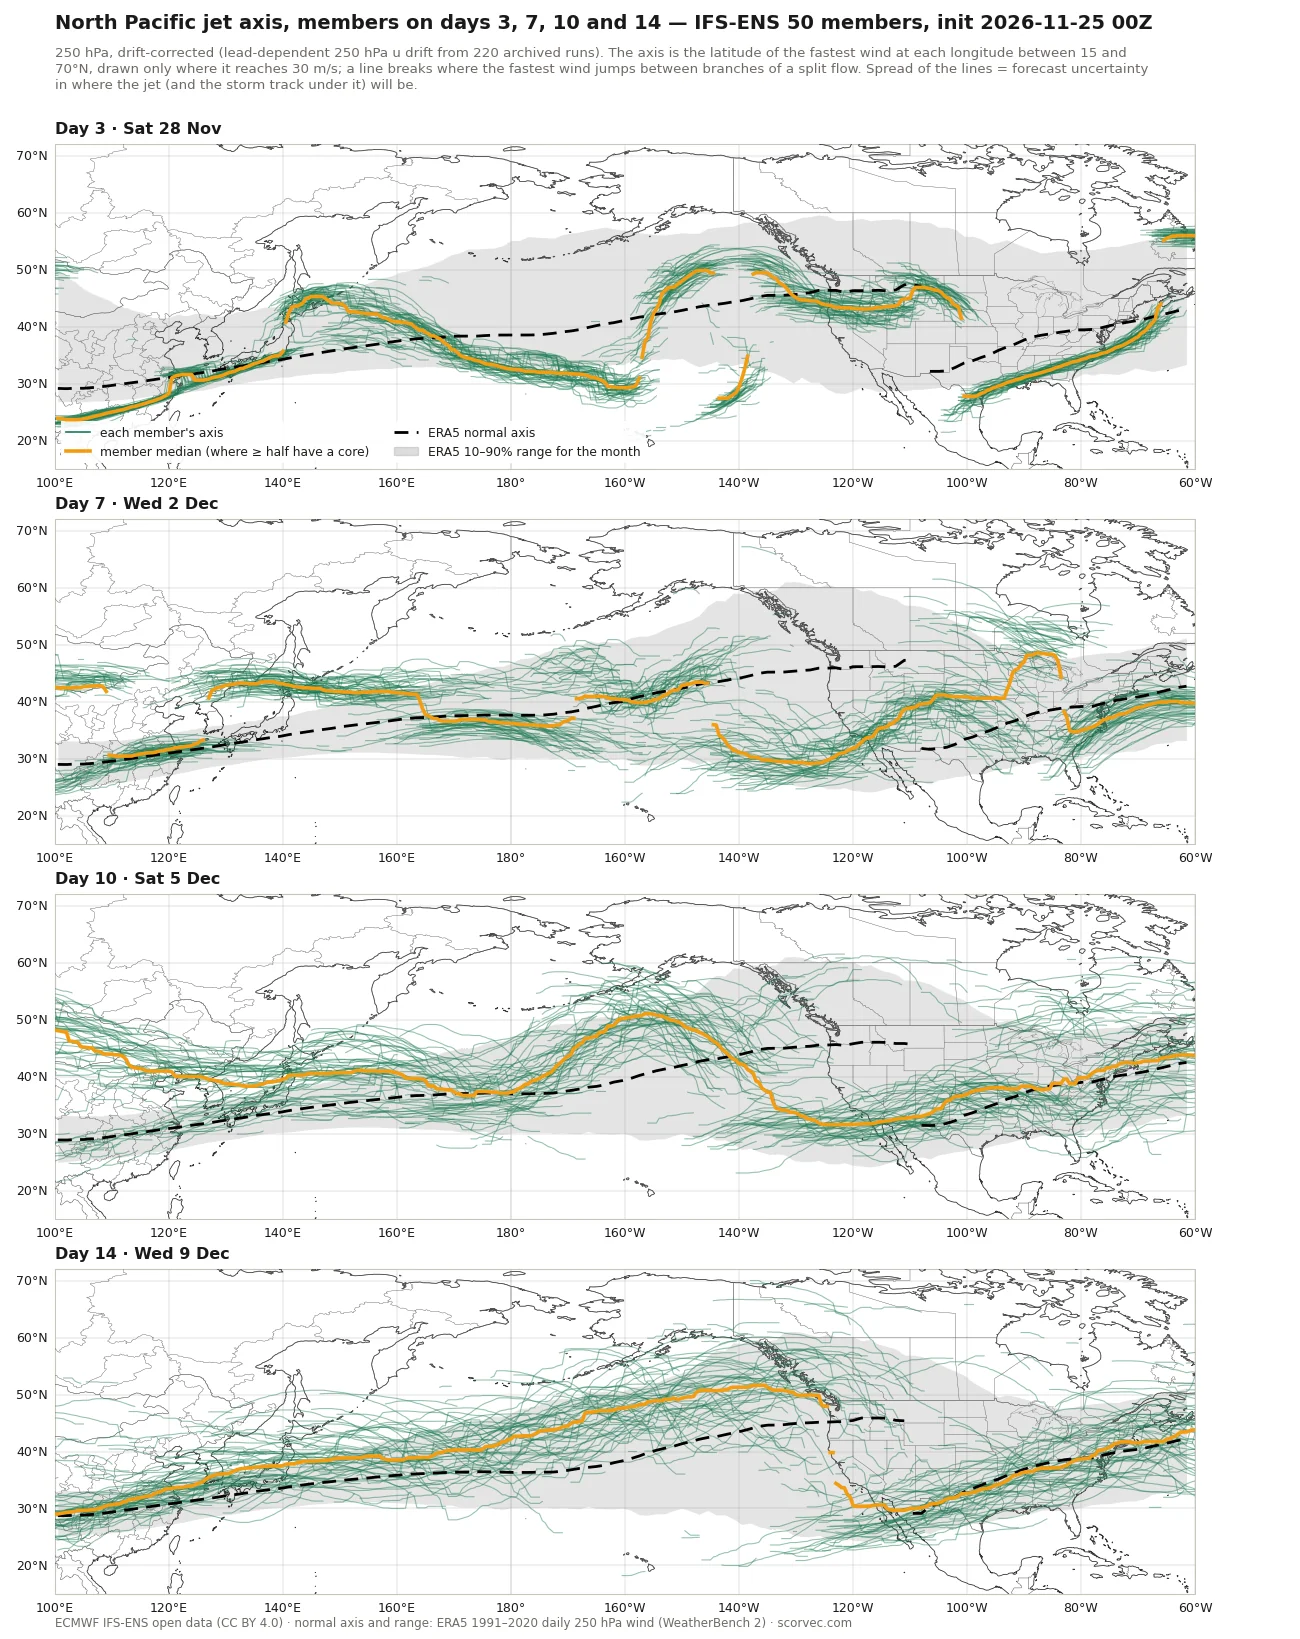 North Pacific jet axis, members on days 3, 7, 10 and 14 — IFS-ENS 50 members, init 2026-11-25 00Z
250 hPa, drift-corrected (lead-dependent 250 hPa u drift from 220 archived runs). The axis is the latitude of the fastest wind at each longitude between 15 and
70°N, drawn only where it reaches 30 m/s; a line breaks where the fastest wind jumps between branches of a split flow. Spread of the lines = forecast uncertainty
in where the jet (and the storm track under it) will be.
Day 3 · Sat 28 Nov
70°N
60°N
50°N
40°N
30°N
20°N
each member's axis
member median (where ≥ half have a core)
ERA5 normal axis
ERA5 10–90% range for the month
100°E 120°E 140°E 160°E 180° 160°W 140°W 120°W 100°W 80°W 60°W
Day 7 · Wed 2 Dec
70°N
60°N
50°N
40°N
30°N
20°N
100°E 120°E 140°E 160°E 180° 160°W 140°W 120°W 100°W 80°W 60°W
Day 10 · Sat 5 Dec
70°N
60°N
50°N
40°N
30°N
20°N
100°E 120°E 140°E 160°E 180° 160°W 140°W 120°W 100°W 80°W 60°W
Day 14 · Wed 9 Dec
70°N
60°N
50°N
40°N
30°N
20°N
100°E 120°E 140°E 160°E 180° 160°W 140°W 120°W 100°W 80°W 60°W
ECMWF IFS-ENS open data (CC BY 4.0) · normal axis and range: ERA5 1991–2020 daily 250 hPa wind (WeatherBench 2) · scorvec.com